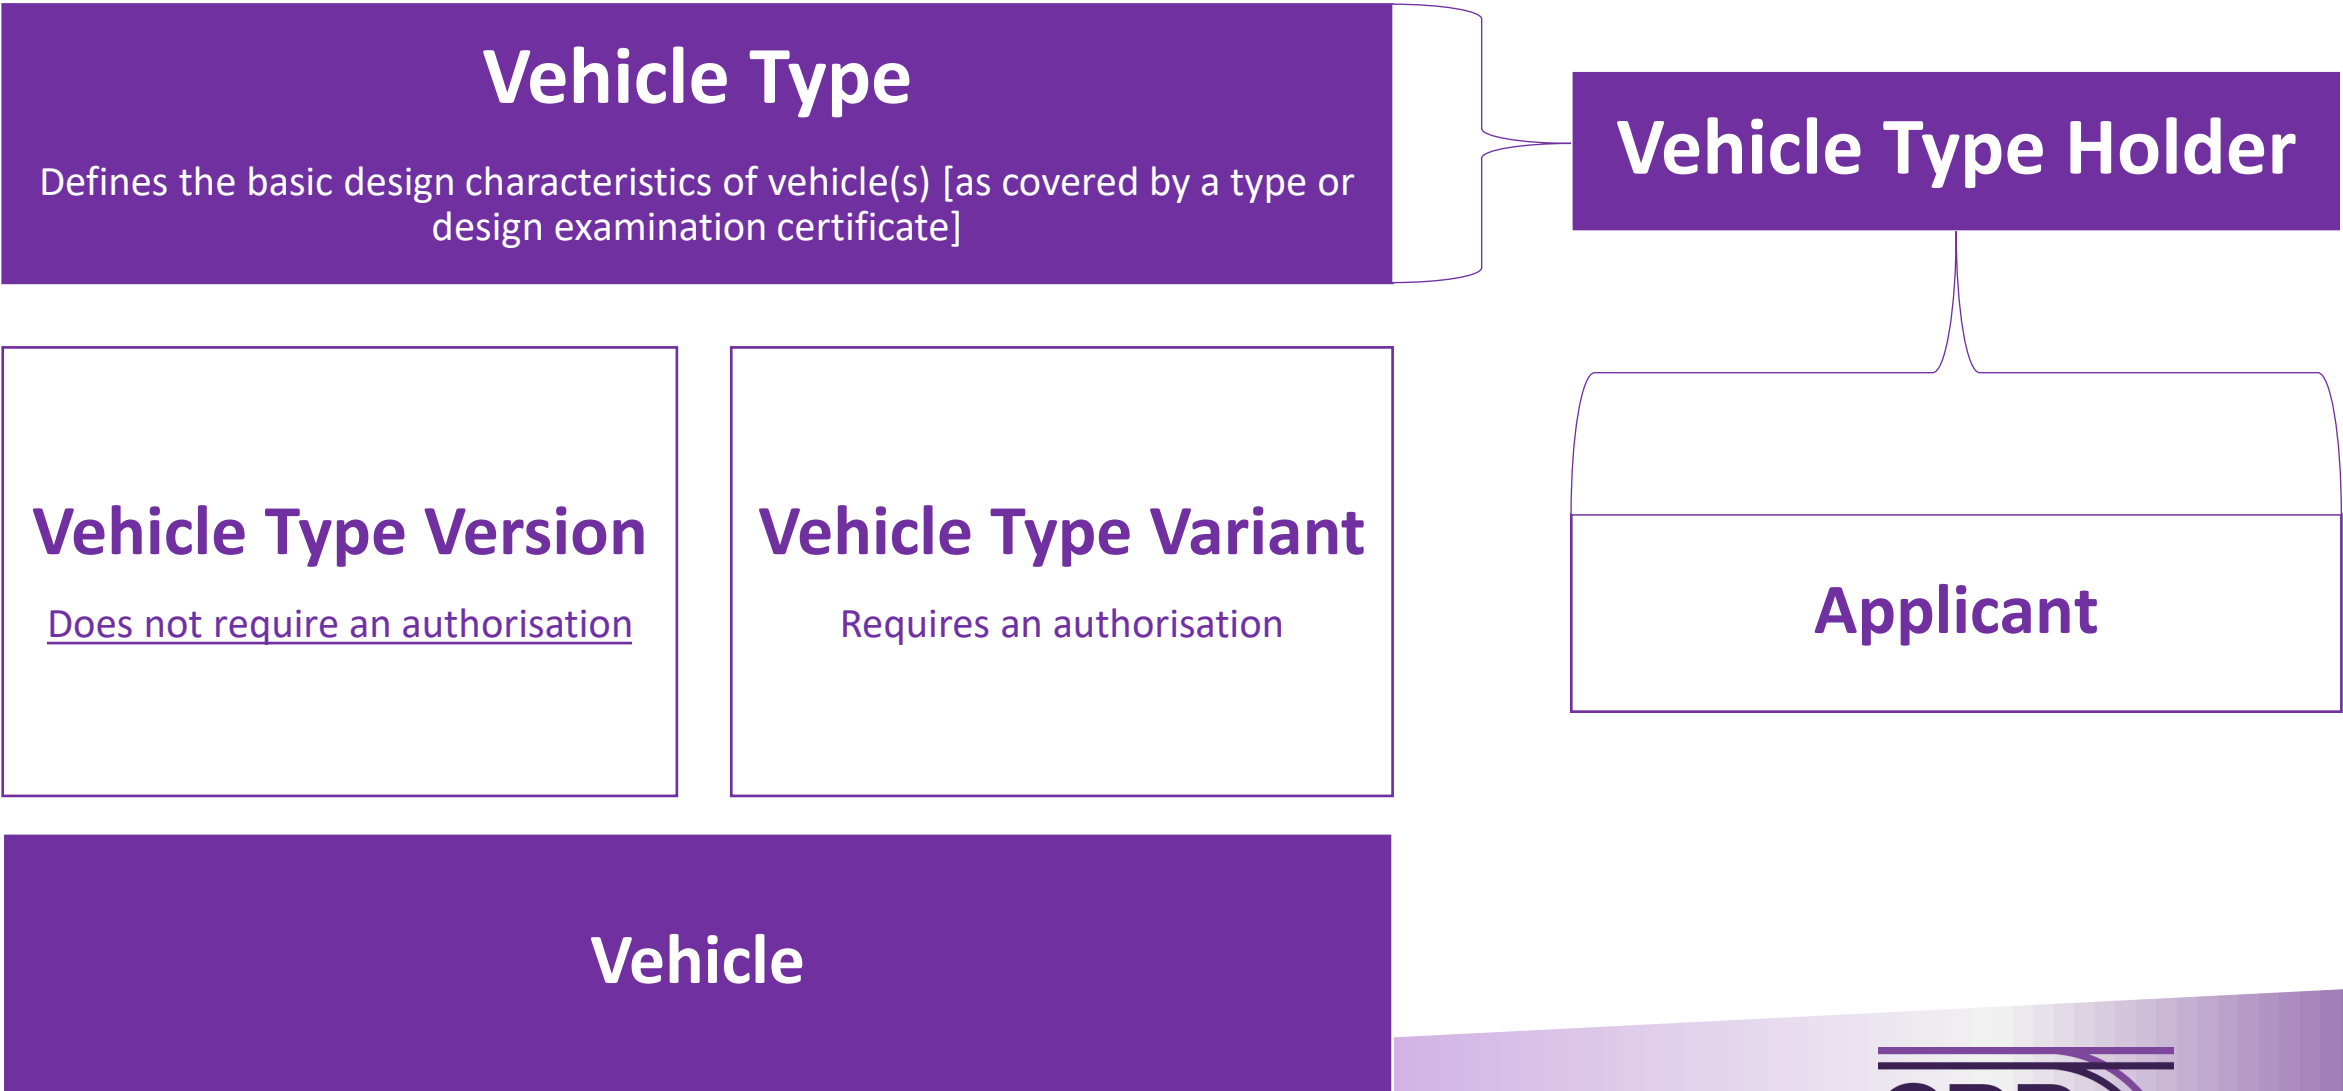 Vehicle Type
Defines the basic design characteristics of vehicle(s) [as covered by a type or
design examination certificate]
Vehicle Type Holder
Vehicle Type Version
Does not require an authorisation
Vehicle Type Variant
Requires an authorisation
Applicant
Vehicle